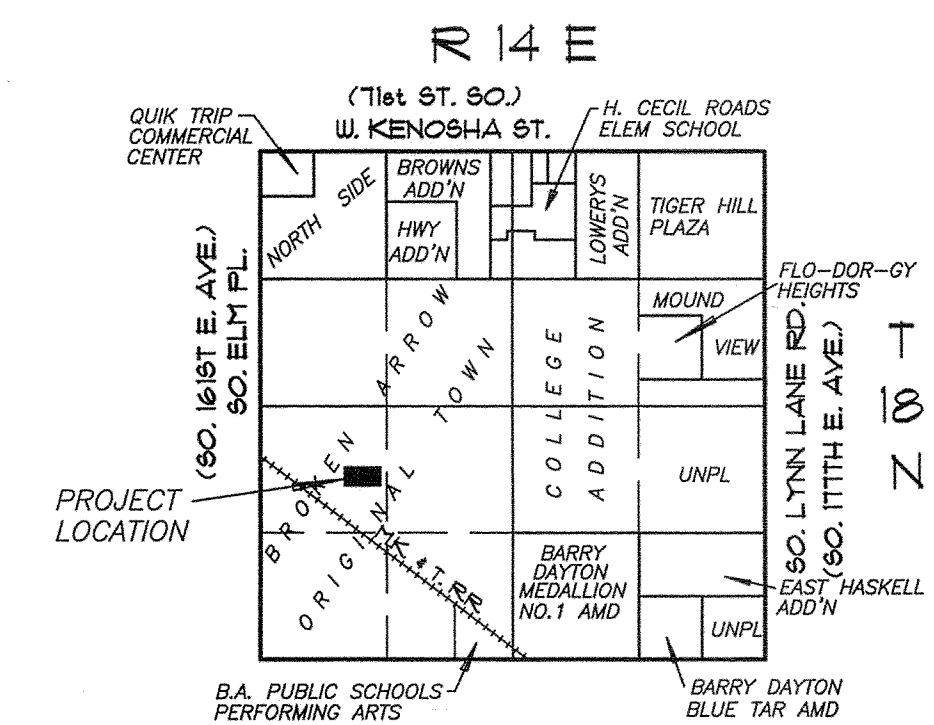 R 14 E
(71st ST. SO.)
W. KENOSHA ST.
QUIK TRIP
COMMERCIAL
CENTER
H. CECIL ROADS
ELEM SCHOOL
NORTH SIDE
BROWNS
ADD'N
HWY
ADD'N
LOWERYS
ADD'N
TIGER HILL
PLAZA
(SO. 161ST E. AVE.)
SO. ELM PL.
FLO-DOR-GY
HEIGHTS
MOUND
VIEW
BROKEN ARROW
ORIGINAL TOWN
COLLEGE
ADDITION
SO. LYNN LANE RD.
(SO. 177TH E. AVE.)
T
18
N
UNPL
PROJECT
LOCATION
MK & T. RR
BARRY
DAYTON
MEDALLION
NO.1 AMD
EAST HASKELL
ADD'N
UNPL
B.A. PUBLIC SCHOOLS
PERFORMING ARTS
BARRY DAYTON
BLUE TAR AMD